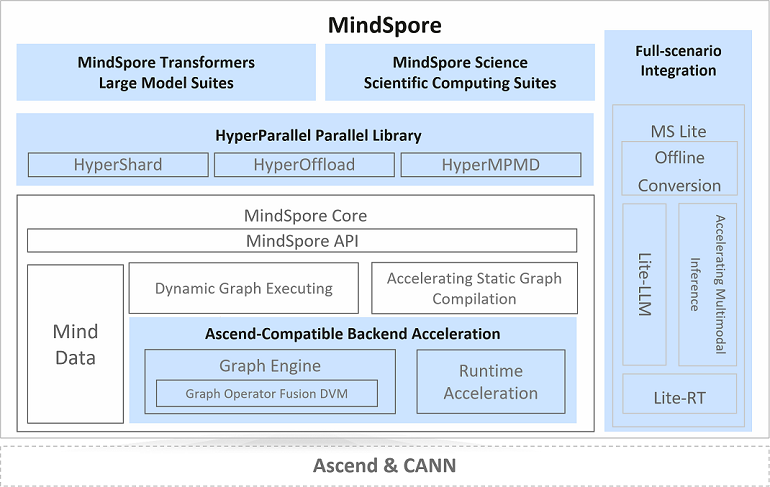 MindSpore
MindSpore Transformers
Large Model Suites
MindSpore Science
Scientific Computing Suites
HyperParallel Parallel Library
HyperShard
HyperOffload
HyperMPMD
MindSpore Core
MindSpore API
Mind
Data
Dynamic Graph Executing
Accelerating Static Graph
Compilation
Ascend-Compatible Backend Acceleration
Graph Engine
Graph Operator Fusion DVM
Runtime
Acceleration
Full-scenario
Integration
MS Lite
Offline
Conversion
Lite-LLM
Accelerating Multimodal
Inference
Lite-RT
Ascend & CANN